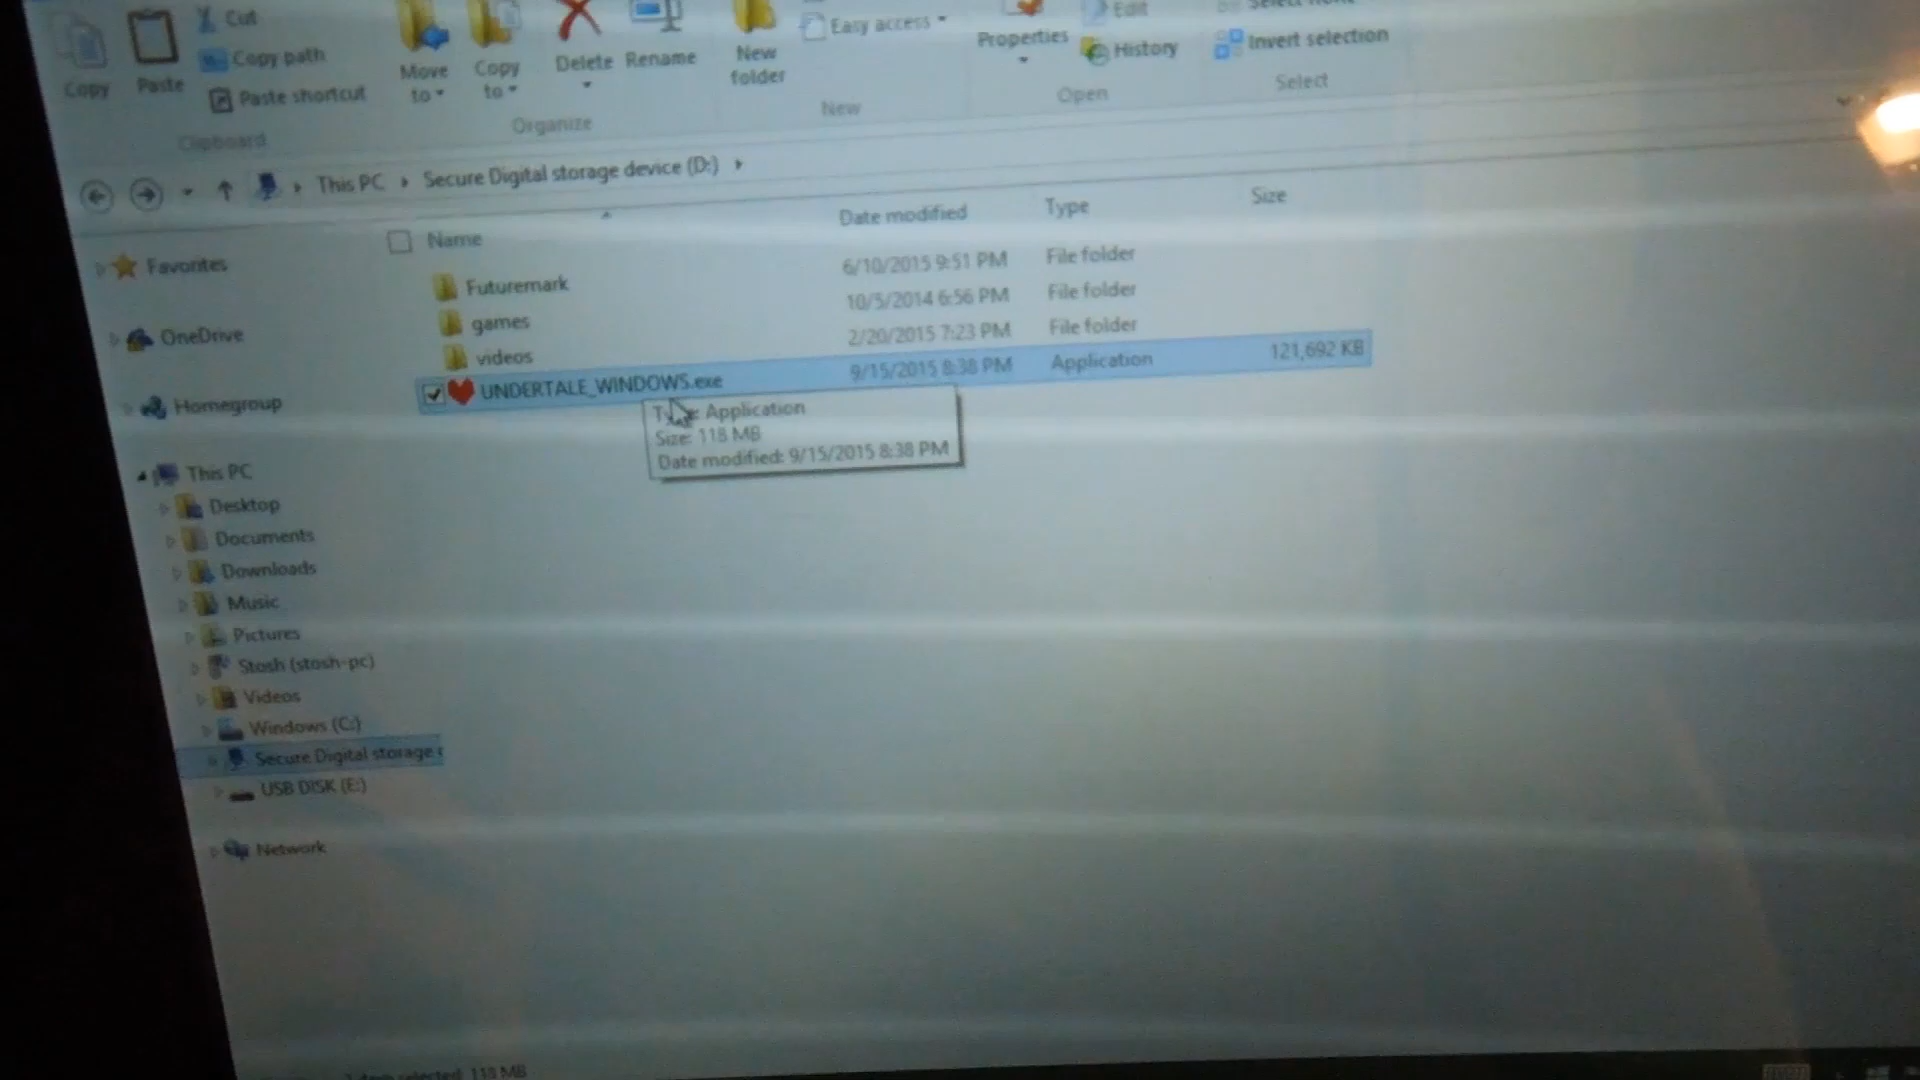 Cut
Copy path
Paste shortcut
Copy
Paste
Clipboard
Move to
Copy to
Delete
Rename
Organize
New folder
Easy access
New
Properties
Edit
History
Open
Invert selection
Select
This PC
Secure Digital storage device (D:)
Name
Date modified
Type
Size
Futuremark
6/10/2015 9:51 PM
File folder
games
10/5/2014 6:56 PM
File folder
videos
2/20/2015 7:23 PM
File folder
UNDERTALE_WINDOWS.exe
9/15/2015 8:38 PM
Application
121,692 KB
Application
Size: 118 MB
Date modified: 9/15/2015 8:38 PM
Favorites
OneDrive
Homegroup
This PC
Desktop
Documents
Downloads
Music
Pictures
Stosh (stosh-pc)
Videos
Windows (C:)
Secure Digital storage
USB DISK (E:)
Network
selected 118 MB